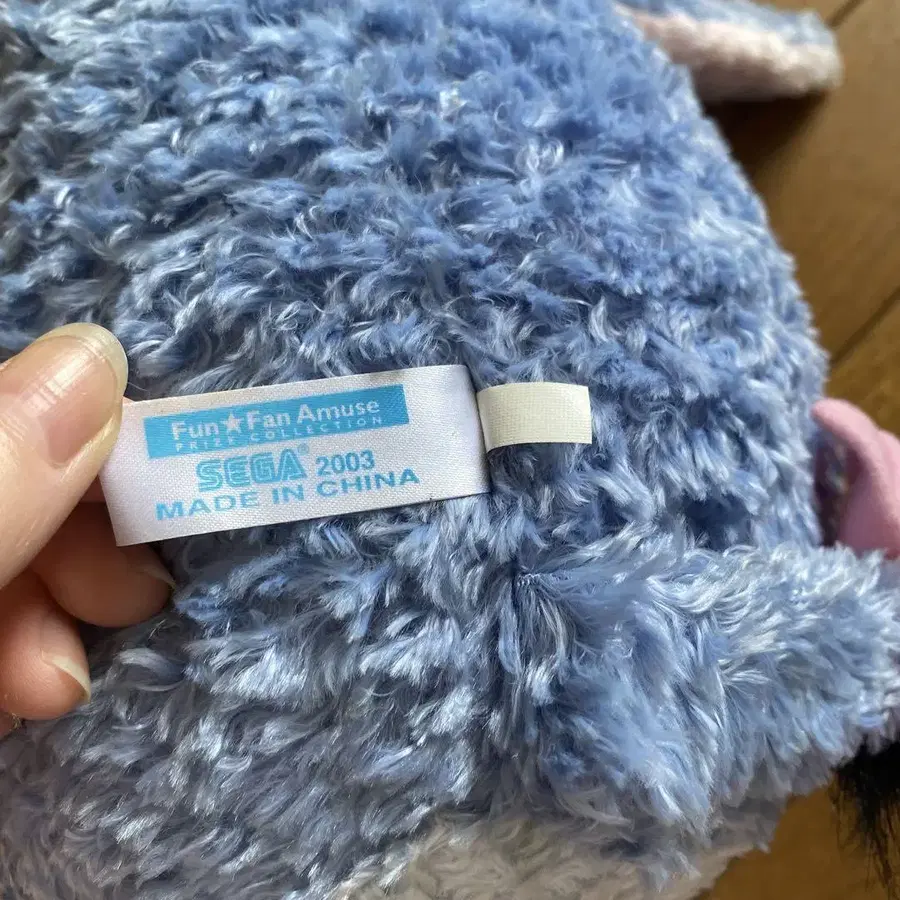 Fun★Fan Amuse
PRIZE COLLECTION
SEGA® 2003
MADE IN CHINA